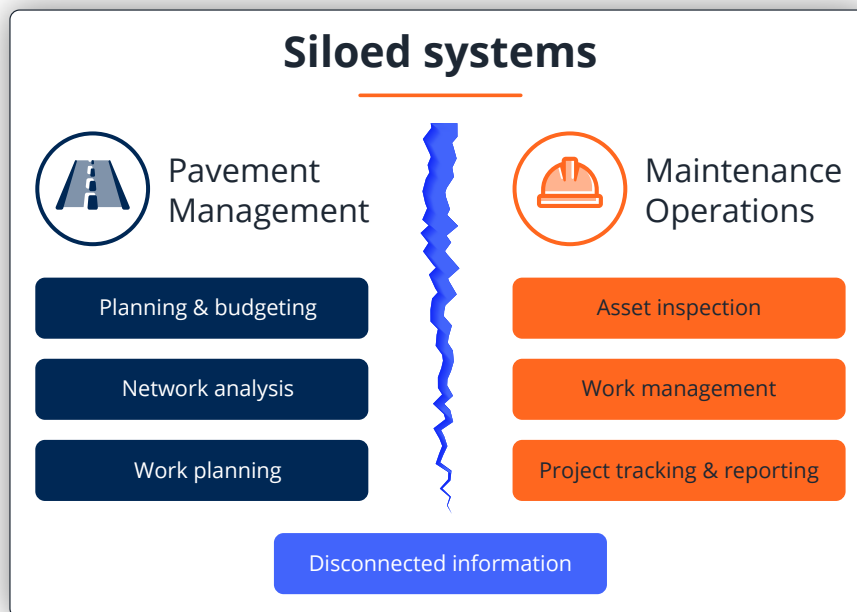 Siloed systems
Pavement
Management
Planning & budgeting
Network analysis
Work planning
Maintenance
Operations
Asset inspection
Work management
Project tracking & reporting
Disconnected information